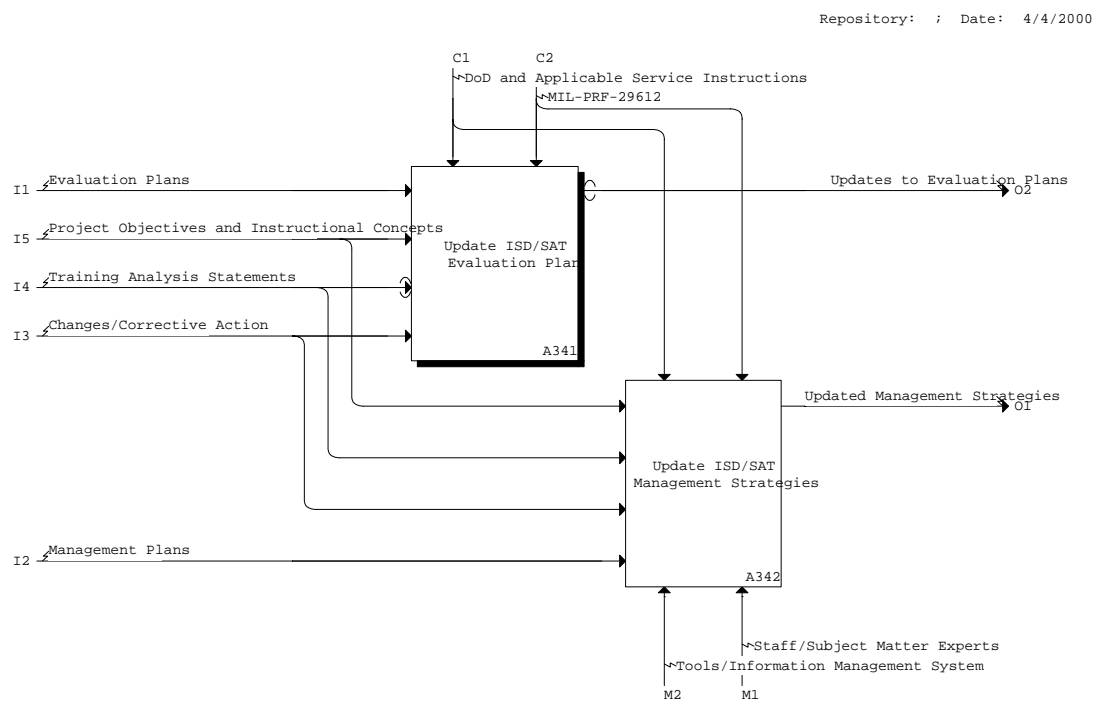 Repository:  ;  Date:  4/4/2000
C1
C2
DoD and Applicable Service Instructions
MIL-PRF-29612
I1
Evaluation Plans
Updates to Evaluation Plans
O2
I5
Project Objectives and Instructional Concepts
Update ISD/SAT
Evaluation Plan
I4
Training Analysis Statements
I3
Changes/Corrective Action
A341
Updated Management Strategies
O1
Update ISD/SAT
Management Strategies
I2
Management Plans
A342
Staff/Subject Matter Experts
Tools/Information Management System
M2
M1